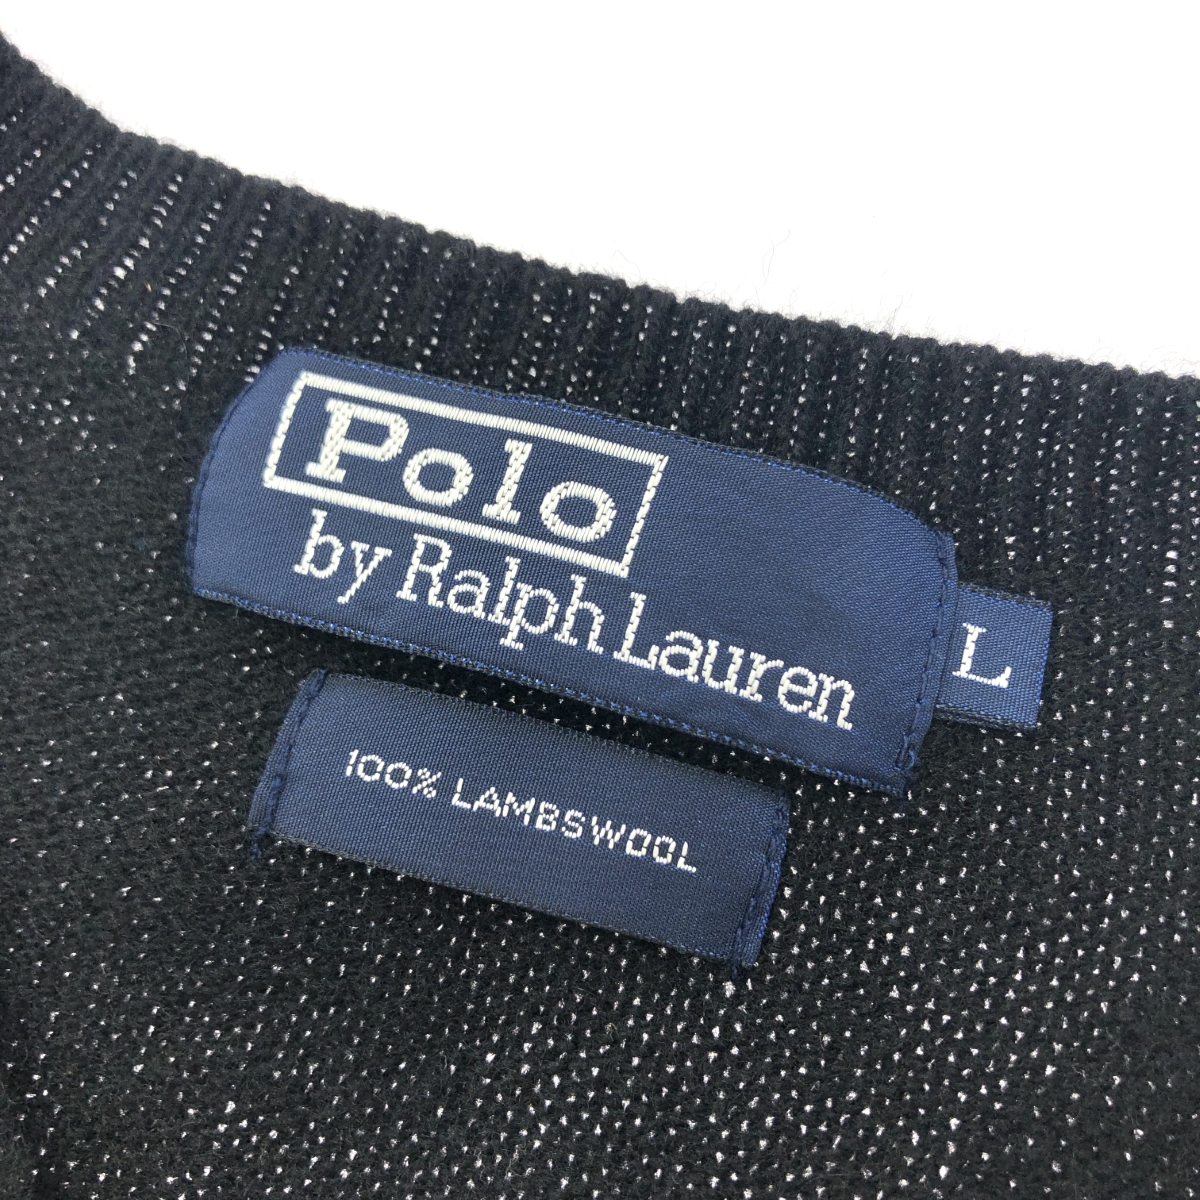 Polo
by Ralph Lauren
L
100% LAMBSWOOL